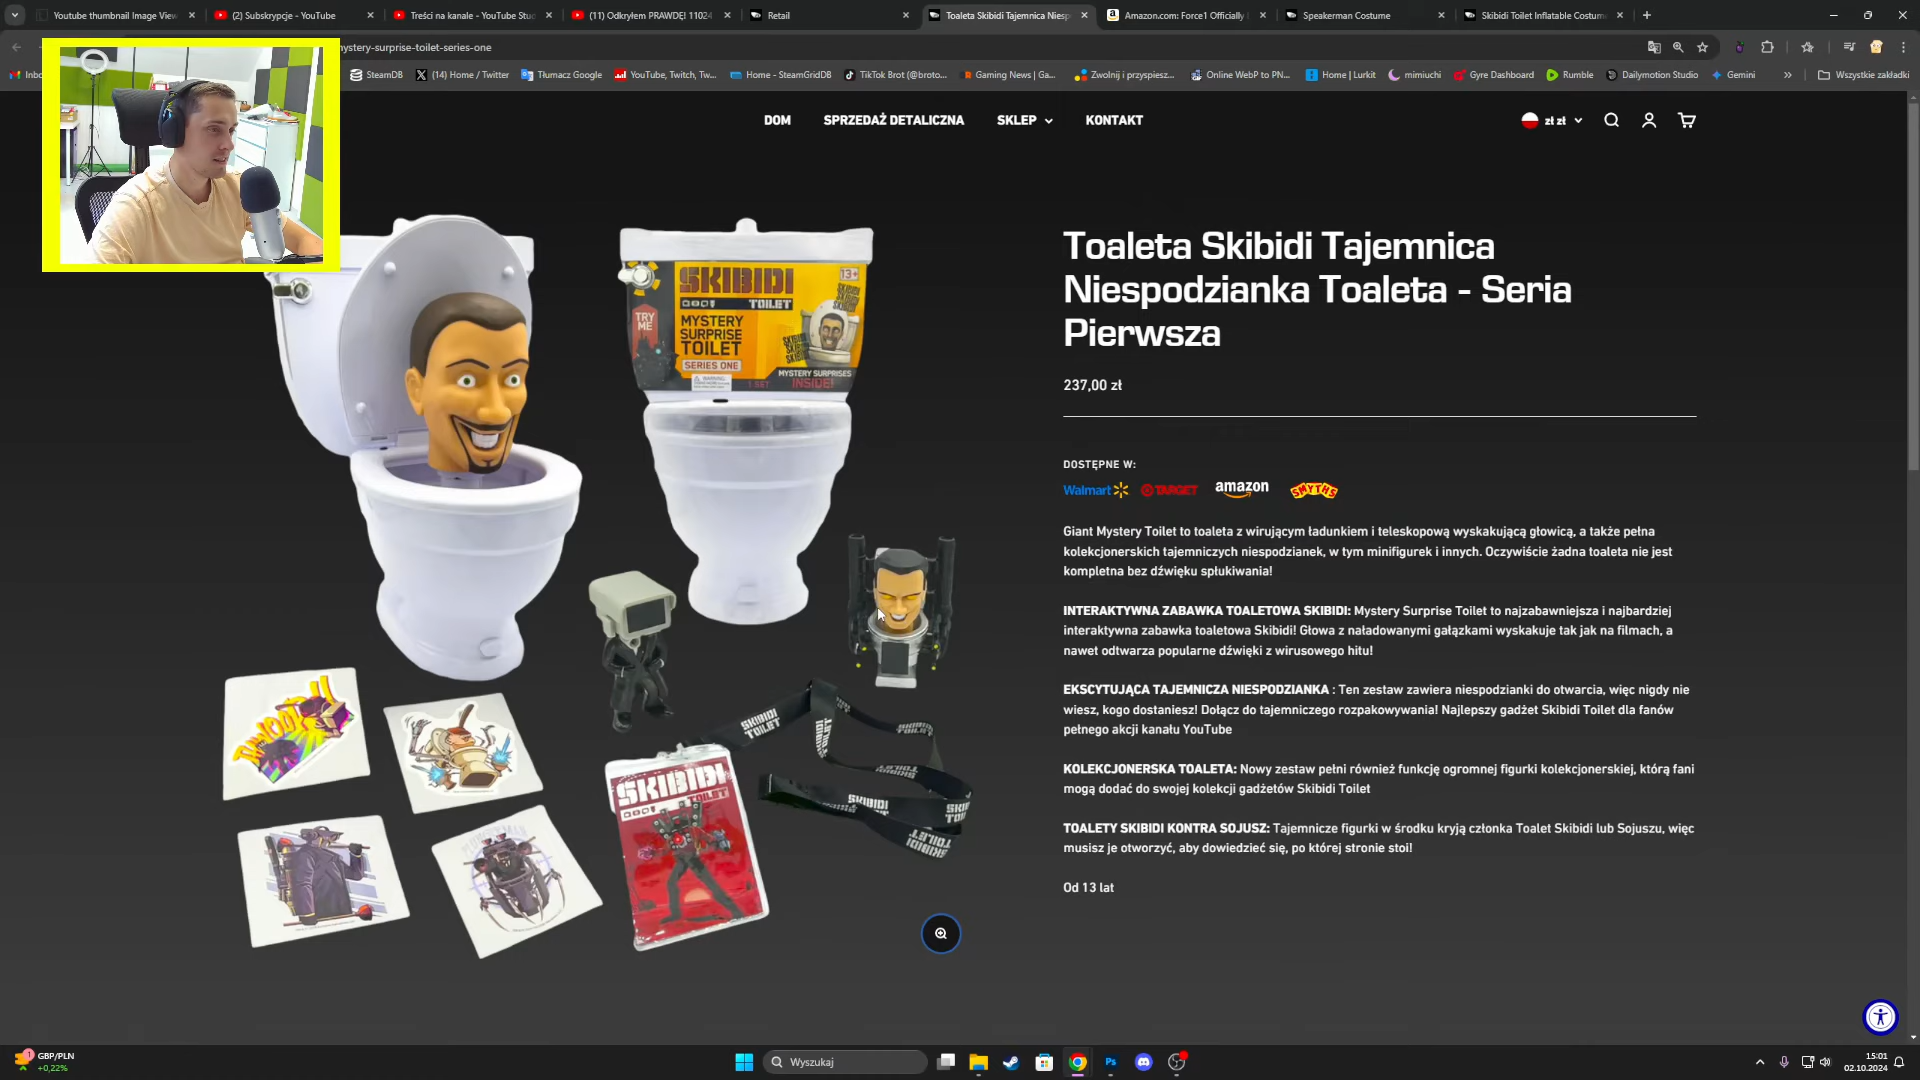 Youtube thumbnail Image View
(2) Subskrypcje - YouTube
Treści na kanale - YouTube Stud
(11) Odkryłem PRAWDĘ! 11024
Retail
Toaleta Skibidi Tajemnica Niesp
Amazon.com: Force1 Officially
Speakerman Costume
Skibidi Toilet Inflatable Costum
mystery-surprise-toilet-series-one
Inbo
SteamDB
(14) Home / Twitter
Tłumacz Google
YouTube, Twitch, Tw...
Home - SteamGridDB
TikTok Brot (@broto...
Gaming News | Ga...
Zwolnij i przyspiesz...
Online WebP to PN...
Home | Lurkit
mimiuchi
Gyre Dashboard
Rumble
Dailymotion Studio
Gemini
»
Wszystkie zakładki
DOM
SPRZEDAŻ DETALICZNA
SKLEP
KONTAKT
zł zł
SKIBIDI
TOILET
13+
TRY
ME
MYSTERY
SURPRISE
TOILET
SERIES ONE
WARNING
1 SET
MYSTERY SURPRISES
INSIDE!
SKIBIDI
TOILET
SKIBIDI
TOILET
Toaleta Skibidi Tajemnica
Niespodzianka Toaleta - Seria
Pierwsza
237,00 zł
DOSTĘPNE W:
Walmart
TARGET
amazon
SMYTHS
Giant Mystery Toilet to toaleta z wirującym ładunkiem i teleskopową wyskakującą głowicą, a także pełna
kolekcjonerskich tajemniczych niespodzianek, w tym minifigurek i innych. Oczywiście żadna toaleta nie jest
kompletna bez dźwięku spłukiwania!
INTERAKTYWNA ZABAWKA TOALETOWA SKIBIDI: Mystery Surprise Toilet to najzabawniejsza i najbardziej
interaktywna zabawka toaletowa Skibidi! Głowa z naładowanymi gałązkami wyskakuje tak jak na filmach, a
nawet odtwarza popularne dźwięki z wirusowego hitu!
EKSCYTUJĄCA TAJEMNICZA NIESPODZIANKA : Ten zestaw zawiera niespodzianki do otwarcia, więc nigdy nie
wiesz, kogo dostaniesz! Dołącz do tajemniczego rozpakowywania! Najlepszy gadżet Skibidi Toilet dla fanów
pełnego akcji kanału YouTube
KOLEKCJONERSKA TOALETA: Nowy zestaw pełni również funkcję ogromnej figurki kolekcjonerskiej, którą fani
mogą dodać do swojej kolekcji gadżetów Skibidi Toilet
TOALETY SKIBIDI KONTRA SOJUSZ: Tajemnicze figurki w środku kryją członka Toalet Skibidi lub Sojuszu, więc
musisz je otworzyć, aby dowiedzieć się, po której stronie stoi!
Od 13 lat
1
GBP/PLN
+0,22%
Wyszukaj
Ps
15:01
02.10.2024